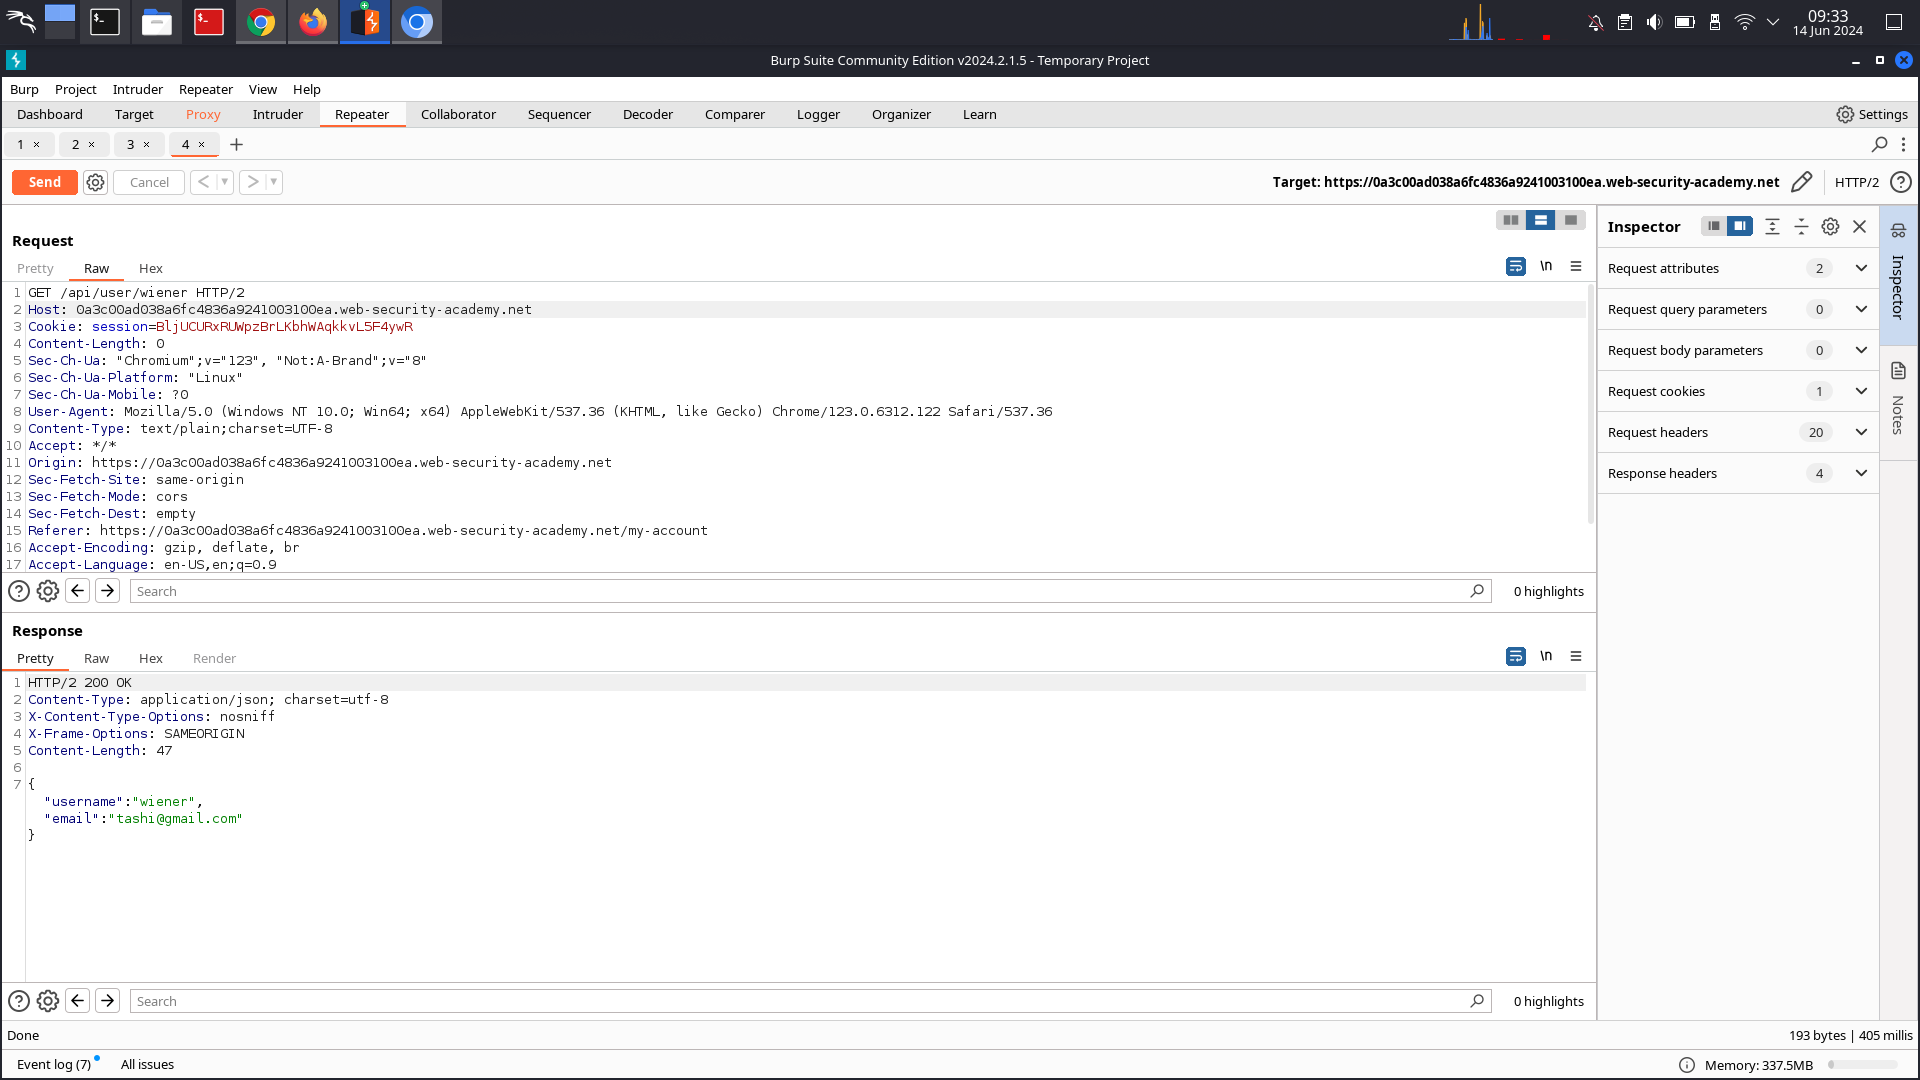 09:33
14 Jun 2024
Burp Suite Community Edition v2024.2.1.5 - Temporary Project
Burp Project Intruder Repeater View Help
Dashboard Target Proxy Intruder Repeater Collaborator Sequencer Decoder Comparer Logger Organizer Learn Settings
1 × 2 × 3 × 4 × +
Send Cancel < > Target: https://0a3c00ad038a6fc4836a9241003100ea.web-security-academy.net HTTP/2
Request
Pretty Raw Hex \n
1 GET /api/user/wiener HTTP/2
2 Host: 0a3c00ad038a6fc4836a9241003100ea.web-security-academy.net
3 Cookie: session=BljUCURxRUWpzBrLKbhWAqkkvL5F4ywR
4 Content-Length: 0
5 Sec-Ch-Ua: "Chromium";v="123", "Not:A-Brand";v="8"
6 Sec-Ch-Ua-Platform: "Linux"
7 Sec-Ch-Ua-Mobile: ?0
8 User-Agent: Mozilla/5.0 (Windows NT 10.0; Win64; x64) AppleWebKit/537.36 (KHTML, like Gecko) Chrome/123.0.6312.122 Safari/537.36
9 Content-Type: text/plain;charset=UTF-8
10 Accept: */*
11 Origin: https://0a3c00ad038a6fc4836a9241003100ea.web-security-academy.net
12 Sec-Fetch-Site: same-origin
13 Sec-Fetch-Mode: cors
14 Sec-Fetch-Dest: empty
15 Referer: https://0a3c00ad038a6fc4836a9241003100ea.web-security-academy.net/my-account
16 Accept-Encoding: gzip, deflate, br
17 Accept-Language: en-US,en;q=0.9
Search 0 highlights
Response
Pretty Raw Hex Render \n
1 HTTP/2 200 OK
2 Content-Type: application/json; charset=utf-8
3 X-Content-Type-Options: nosniff
4 X-Frame-Options: SAMEORIGIN
5 Content-Length: 47
6
7 {
"username":"wiener",
"email":"tashi@gmail.com"
}
Search 0 highlights
Inspector
Request attributes 2
Request query parameters 0
Request body parameters 0
Request cookies 1
Request headers 20
Response headers 4
Inspector
Notes
Done 193 bytes | 405 millis
Event log (7) All issues Memory: 337.5MB